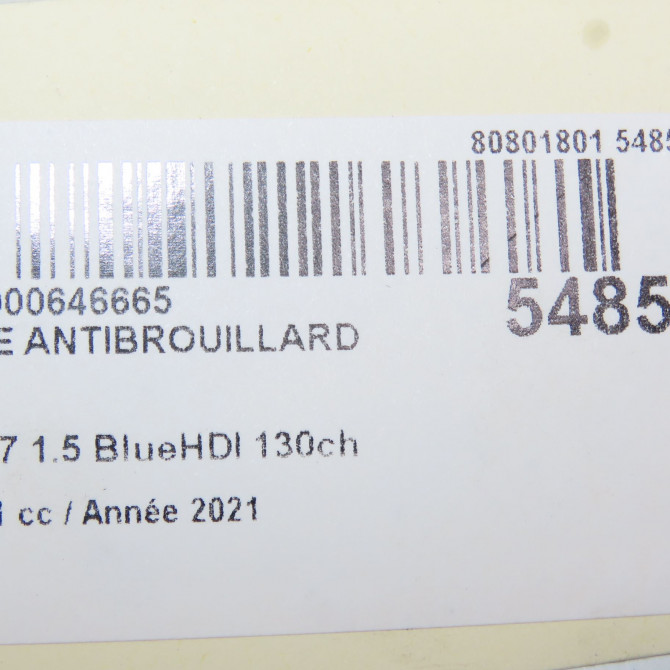 80801801 5485
000646665
5485
E ANTIBROUILLARD
7 1.5 BlueHDI 130ch
cc / Année 2021